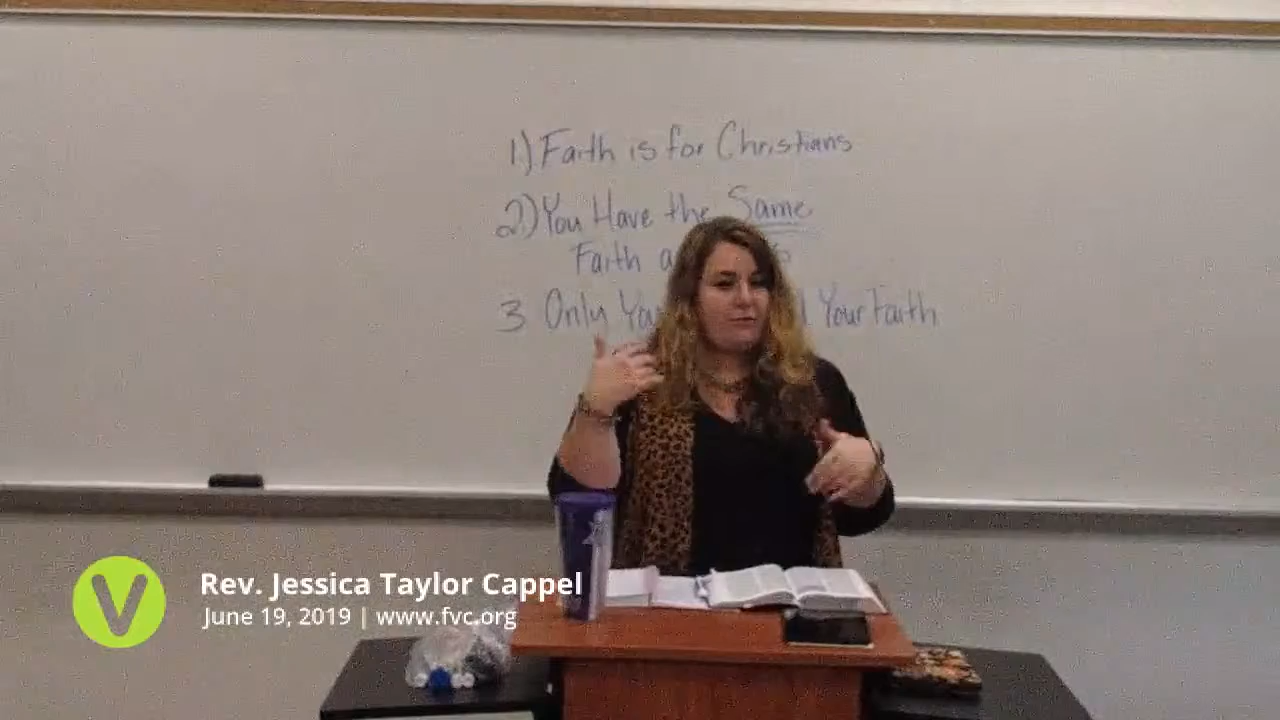 1) Faith is for Christians
2) You Have the Same
Faith
3 Only Your Faith
V
Rev. Jessica Taylor Cappel
June 19, 2019 | www.fvc.org